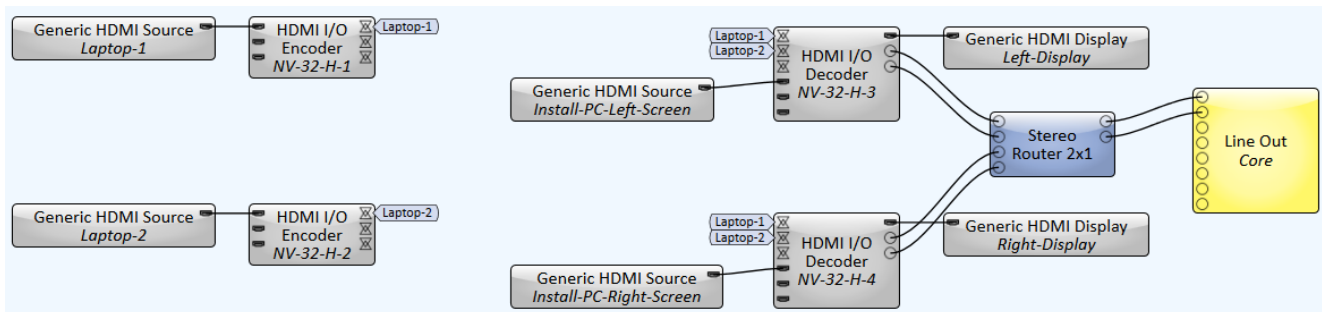 Generic HDMI Source
Laptop-1
HDMI I/O
Encoder
NV-32-H-1
Laptop-1
Generic HDMI Source
Install-PC-Left-Screen
Laptop-1
Laptop-2
HDMI I/O
Decoder
NV-32-H-3
Generic HDMI Display
Left-Display
Stereo
Router 2x1
Line Out
Core
Generic HDMI Source
Laptop-2
HDMI I/O
Encoder
NV-32-H-2
Laptop-2
Generic HDMI Source
Install-PC-Right-Screen
Laptop-1
Laptop-2
HDMI I/O
Decoder
NV-32-H-4
Generic HDMI Display
Right-Display